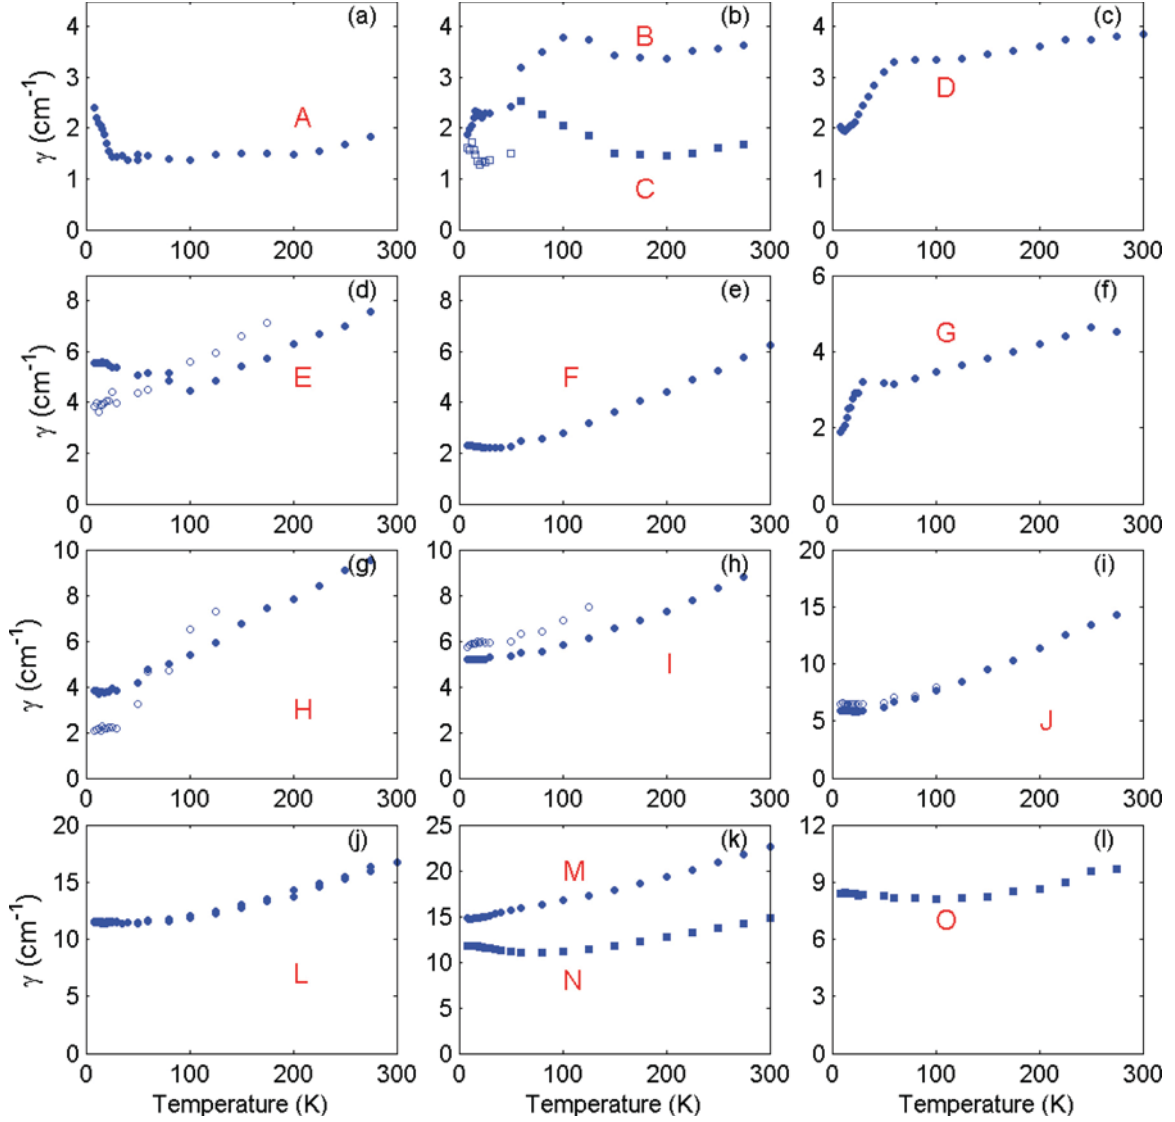 (a) (b) (c)
4 4 4
3 3 3
2 2 2
1 1 1
0 0 0
γ (cm⁻¹)
A B C D
0 100 200 300 0 100 200 300 0 100 200 300
(d) (e) (f)
8 8 6
6 6 4
4 4 2
2 2 0
0 0
γ (cm⁻¹)
E F G
0 100 200 300 0 100 200 300 0 100 200 300
(g) (h) (i)
10 10 20
8 8 15
6 6 10
4 4 5
2 2 0
0 0
γ (cm⁻¹)
H I J
0 100 200 300 0 100 200 300 0 100 200 300
(j) (k) (l)
20 25 12
15 20 9
10 15 6
5 10 3
0 5 0
0
γ (cm⁻¹)
L M N O
0 100 200 300 0 100 200 300 0 100 200 300
Temperature (K) Temperature (K) Temperature (K)